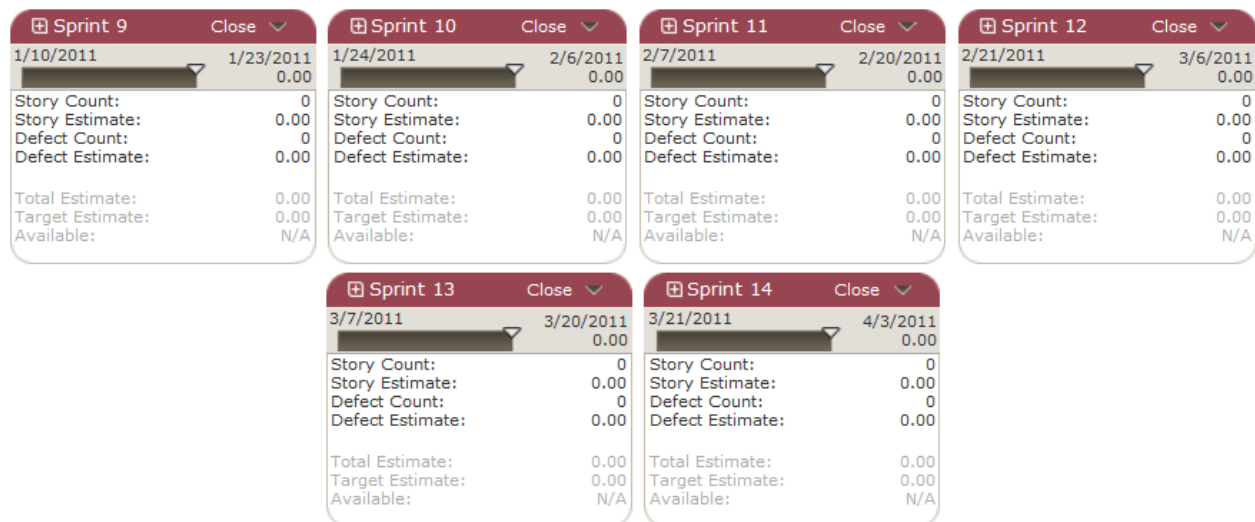 Sprint 9 Close
1/10/2011 1/23/2011
0.00
Story Count: 0
Story Estimate: 0.00
Defect Count: 0
Defect Estimate: 0.00
Total Estimate: 0.00
Target Estimate: 0.00
Available: N/A
Sprint 10 Close
1/24/2011 2/6/2011
0.00
Story Count: 0
Story Estimate: 0.00
Defect Count: 0
Defect Estimate: 0.00
Total Estimate: 0.00
Target Estimate: 0.00
Available: N/A
Sprint 11 Close
2/7/2011 2/20/2011
0.00
Story Count: 0
Story Estimate: 0.00
Defect Count: 0
Defect Estimate: 0.00
Total Estimate: 0.00
Target Estimate: 0.00
Available: N/A
Sprint 12 Close
2/21/2011 3/6/2011
0.00
Story Count: 0
Story Estimate: 0.00
Defect Count: 0
Defect Estimate: 0.00
Total Estimate: 0.00
Target Estimate: 0.00
Available: N/A
Sprint 13 Close
3/7/2011 3/20/2011
0.00
Story Count: 0
Story Estimate: 0.00
Defect Count: 0
Defect Estimate: 0.00
Total Estimate: 0.00
Target Estimate: 0.00
Available: N/A
Sprint 14 Close
3/21/2011 4/3/2011
0.00
Story Count: 0
Story Estimate: 0.00
Defect Count: 0
Defect Estimate: 0.00
Total Estimate: 0.00
Target Estimate: 0.00
Available: N/A